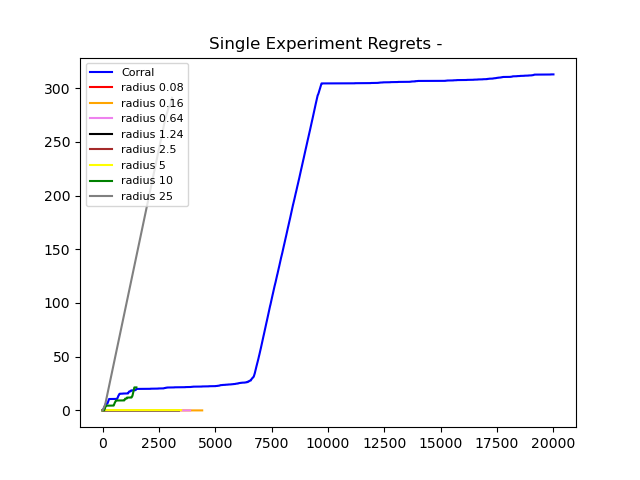 Single Experiment Regrets -
Corral
radius 0.08
radius 0.16
radius 0.64
radius 1.24
radius 2.5
radius 5
radius 10
radius 25
300
250
200
150
100
50
0
0 2500 5000 7500 10000 12500 15000 17500 20000